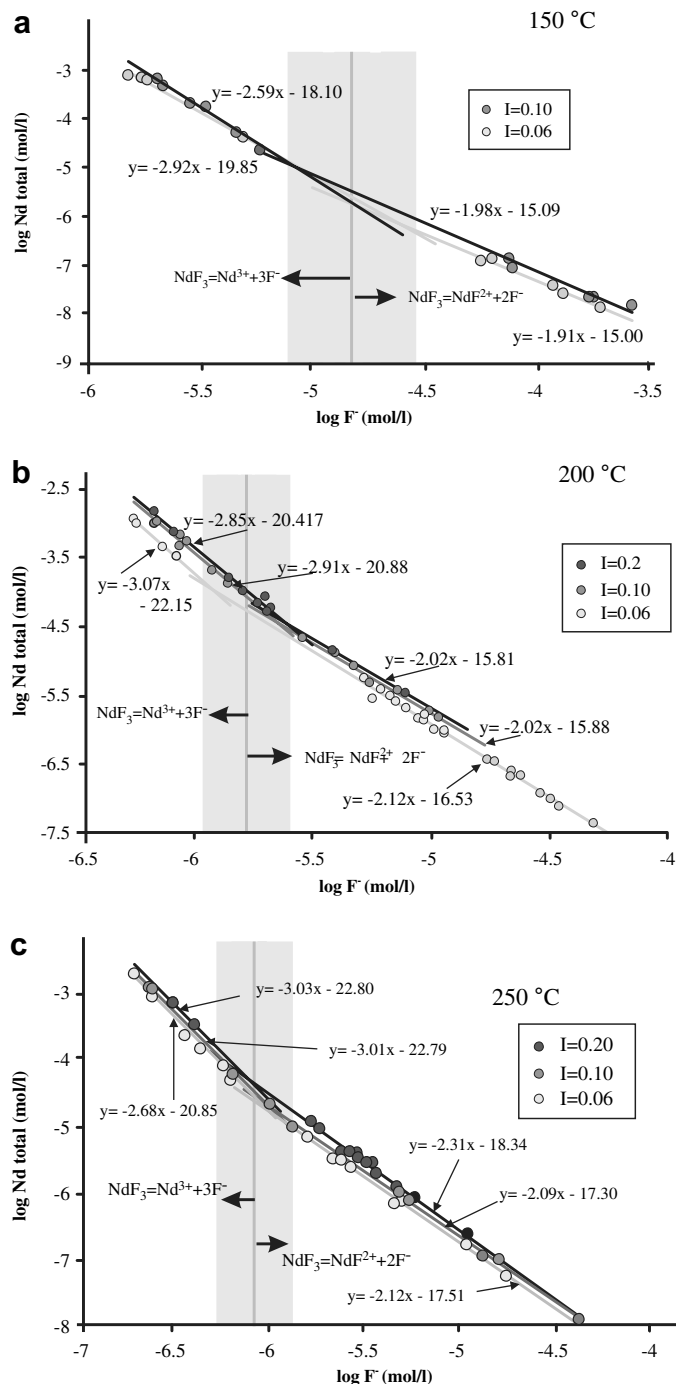 a
150 °C
-3
-4
-5
-6
-7
-8
-9
log Nd total (mol/l)
y= -2.59x - 18.10
I=0.10
I=0.06
y= -2.92x - 19.85
y= -1.98x - 15.09
NdF3=Nd3++3F-
NdF3=NdF2++2F-
y= -1.91x - 15.00
-6
-5.5
-5
-4.5
-4
-3.5
log F- (mol/l)
b
200 °C
-2.5
-3.5
-4.5
-5.5
-6.5
-7.5
log Nd total (mol/l)
y= -2.85x - 20.417
y= -2.91x - 20.88
y= -3.07x
- 22.15
I=0.2
I=0.10
I=0.06
y= -2.02x - 15.81
NdF3=Nd3++3F-
y= -2.02x - 15.88
NdF3= NdF2++ 2F-
y= -2.12x - 16.53
-6.5
-6
-5.5
-5
-4.5
-4
log F- (mol/l)
c
250 °C
-3
-4
-5
-6
-7
-8
log Nd total (mol/l)
y= -3.03x - 22.80
y= -3.01x - 22.79
I=0.20
I=0.10
I=0.06
y= -2.68x - 20.85
y= -2.31x - 18.34
NdF3=Nd3++3F-
y= -2.09x - 17.30
NdF3=NdF2++2F-
y= -2.12x - 17.51
-7
-6.5
-6
-5.5
-5
-4.5
-4
log F- (mol/l)